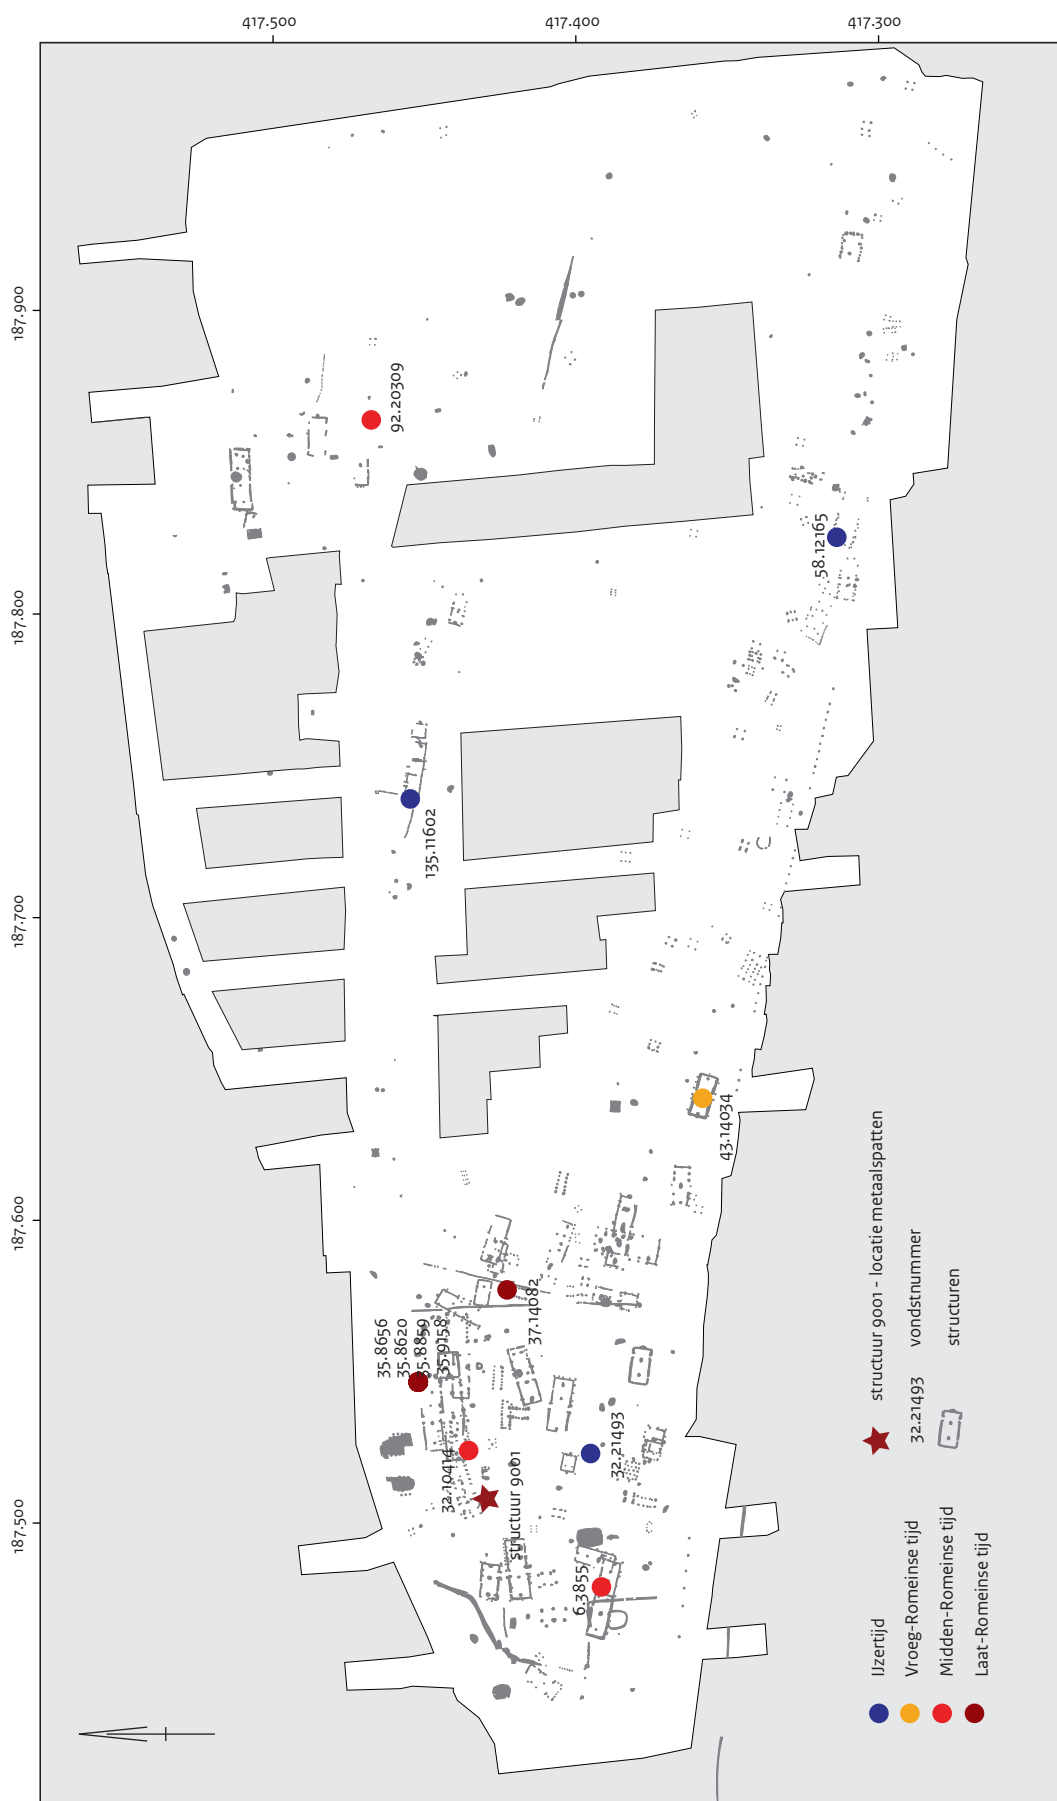 417.500
417.400
417.300
187.900
187.800
187.700
187.600
187.500
92.20309
58.12165
135.11602
43.14034
37.14082
35.8656
35.8620
35.8859
35.9158
32.10414
structuur 9001
32.21493
6.3855
structuur 9001 - locatie metaalspatten
32.21493 vondstnummer
structuren
IJzertijd
Vroeg-Romeinse tijd
Midden-Romeinse tijd
Laat-Romeinse tijd